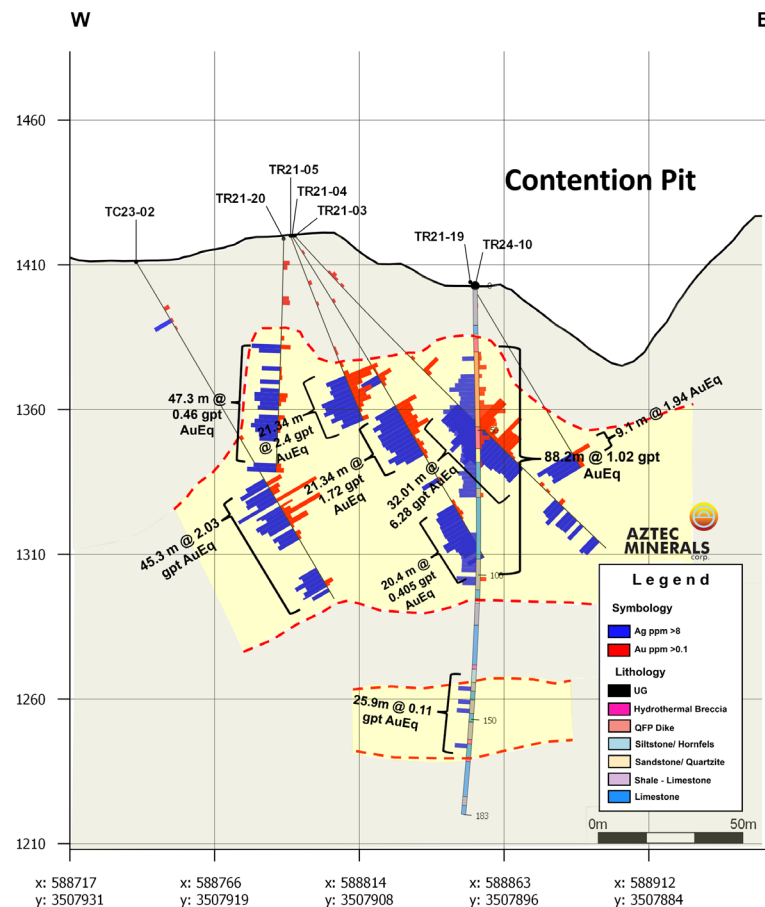 W
E
1460
Contention Pit
TR21-05
TR21-04
TR21-20
TR21-03
TC23-02
TR21-19
TR24-10
1410
0
1360
47.3 m @
0.46 gpt
AuEq
21.34 m
@ 2.4 gpt
AuEq
21.34 m @
1.72 gpt
AuEq
32.01 m @
6.28 gpt AuEq
50
88.2m @ 1.02 gpt
AuEq
9.1 m @ 1.94 AuEq
45.3 m @ 2.03
gpt AuEq
20.4 m @
0.405 gpt
AuEq
100
1310
AZTEC
MINERALS
corp.
25.9m @ 0.11
gpt AuEq
150
183
1260
1210
Legend
Symbology
Ag ppm >8
Au ppm >0.1
Lithology
UG
Hydrothermal Breccia
QFP Dike
Siltstone/ Hornfels
Sandstone/ Quartzite
Shale - Limestone
Limestone
0m 50m
x: 588717 x: 588766 x: 588814 x: 588863 x: 588912
y: 3507931 y: 3507919 y: 3507908 y: 3507896 y: 3507884